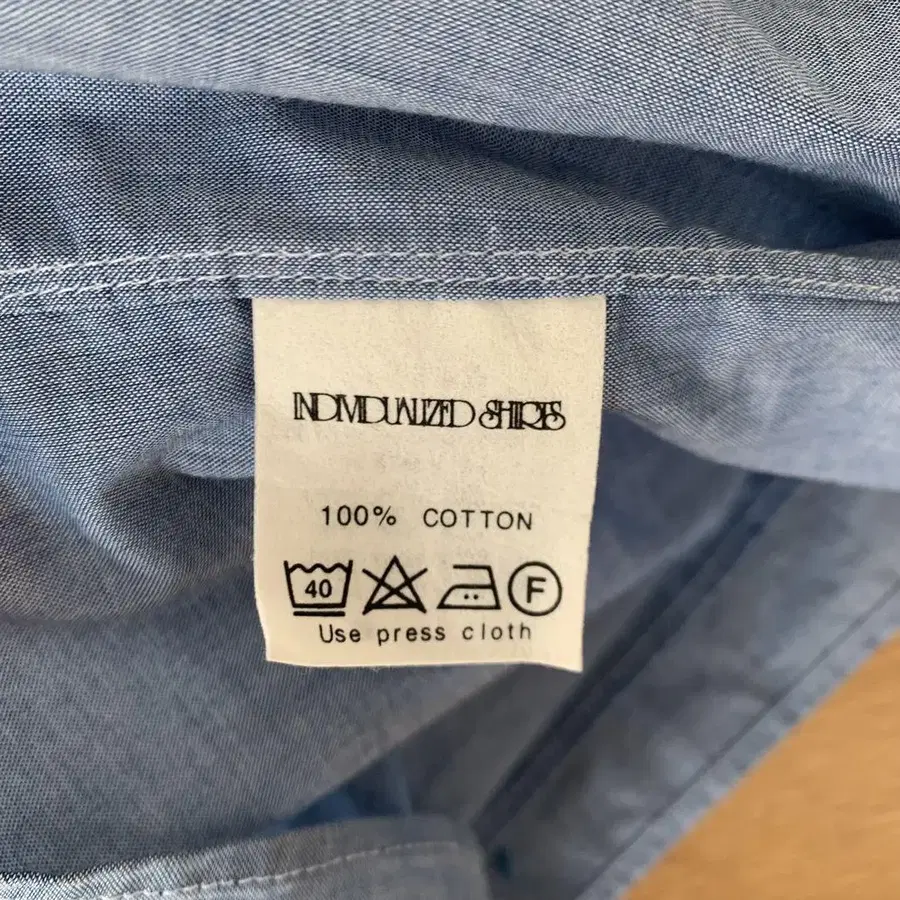 INDIVIDUALIZED SHIRTS
100% COTTON
40 F
Use press cloth